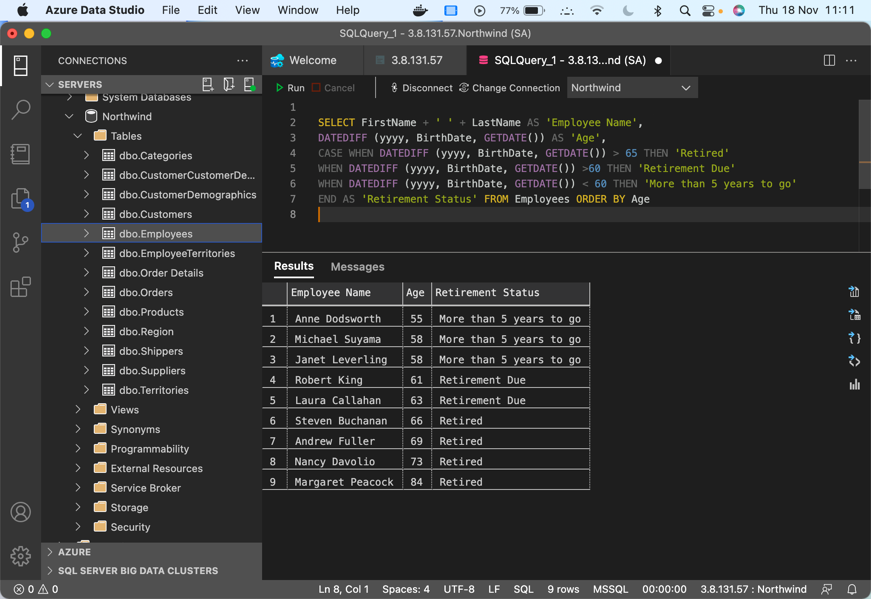 Azure Data Studio File Edit View Window Help 77% Thu 18 Nov 11:11
SQLQuery_1 - 3.8.131.57.Northwind (SA)
CONNECTIONS ...
Welcome 3.8.131.57 SQLQuery_1 - 3.8.13...nd (SA) ...
SERVERS
Run Cancel Disconnect Change Connection Northwind
System Databases
Northwind
Tables
dbo.Categories
dbo.CustomerCustomerDe...
dbo.CustomerDemographics
dbo.Customers
dbo.Employees
dbo.EmployeeTerritories
dbo.Order Details
dbo.Orders
dbo.Products
dbo.Region
dbo.Shippers
dbo.Suppliers
dbo.Territories
Views
Synonyms
Programmability
External Resources
Service Broker
Storage
Security
AZURE
SQL SERVER BIG DATA CLUSTERS
1
1
2 SELECT FirstName + ' ' + LastName AS 'Employee Name',
3 DATEDIFF (yyyy, BirthDate, GETDATE()) AS 'Age',
4 CASE WHEN DATEDIFF (yyyy, BirthDate, GETDATE()) > 65 THEN 'Retired'
5 WHEN DATEDIFF (yyyy, BirthDate, GETDATE()) >60 THEN 'Retirement Due'
6 WHEN DATEDIFF (yyyy, BirthDate, GETDATE()) < 60 THEN 'More than 5 years to go'
7 END AS 'Retirement Status' FROM Employees ORDER BY Age
8
Results Messages
Employee Name Age Retirement Status
1 Anne Dodsworth 55 More than 5 years to go
2 Michael Suyama 58 More than 5 years to go
3 Janet Leverling 58 More than 5 years to go
4 Robert King 61 Retirement Due
5 Laura Callahan 63 Retirement Due
6 Steven Buchanan 66 Retired
7 Andrew Fuller 69 Retired
8 Nancy Davolio 73 Retired
9 Margaret Peacock 84 Retired
0 0 Ln 8, Col 1 Spaces: 4 UTF-8 LF SQL 9 rows MSSQL 00:00:00 3.8.131.57 : Northwind